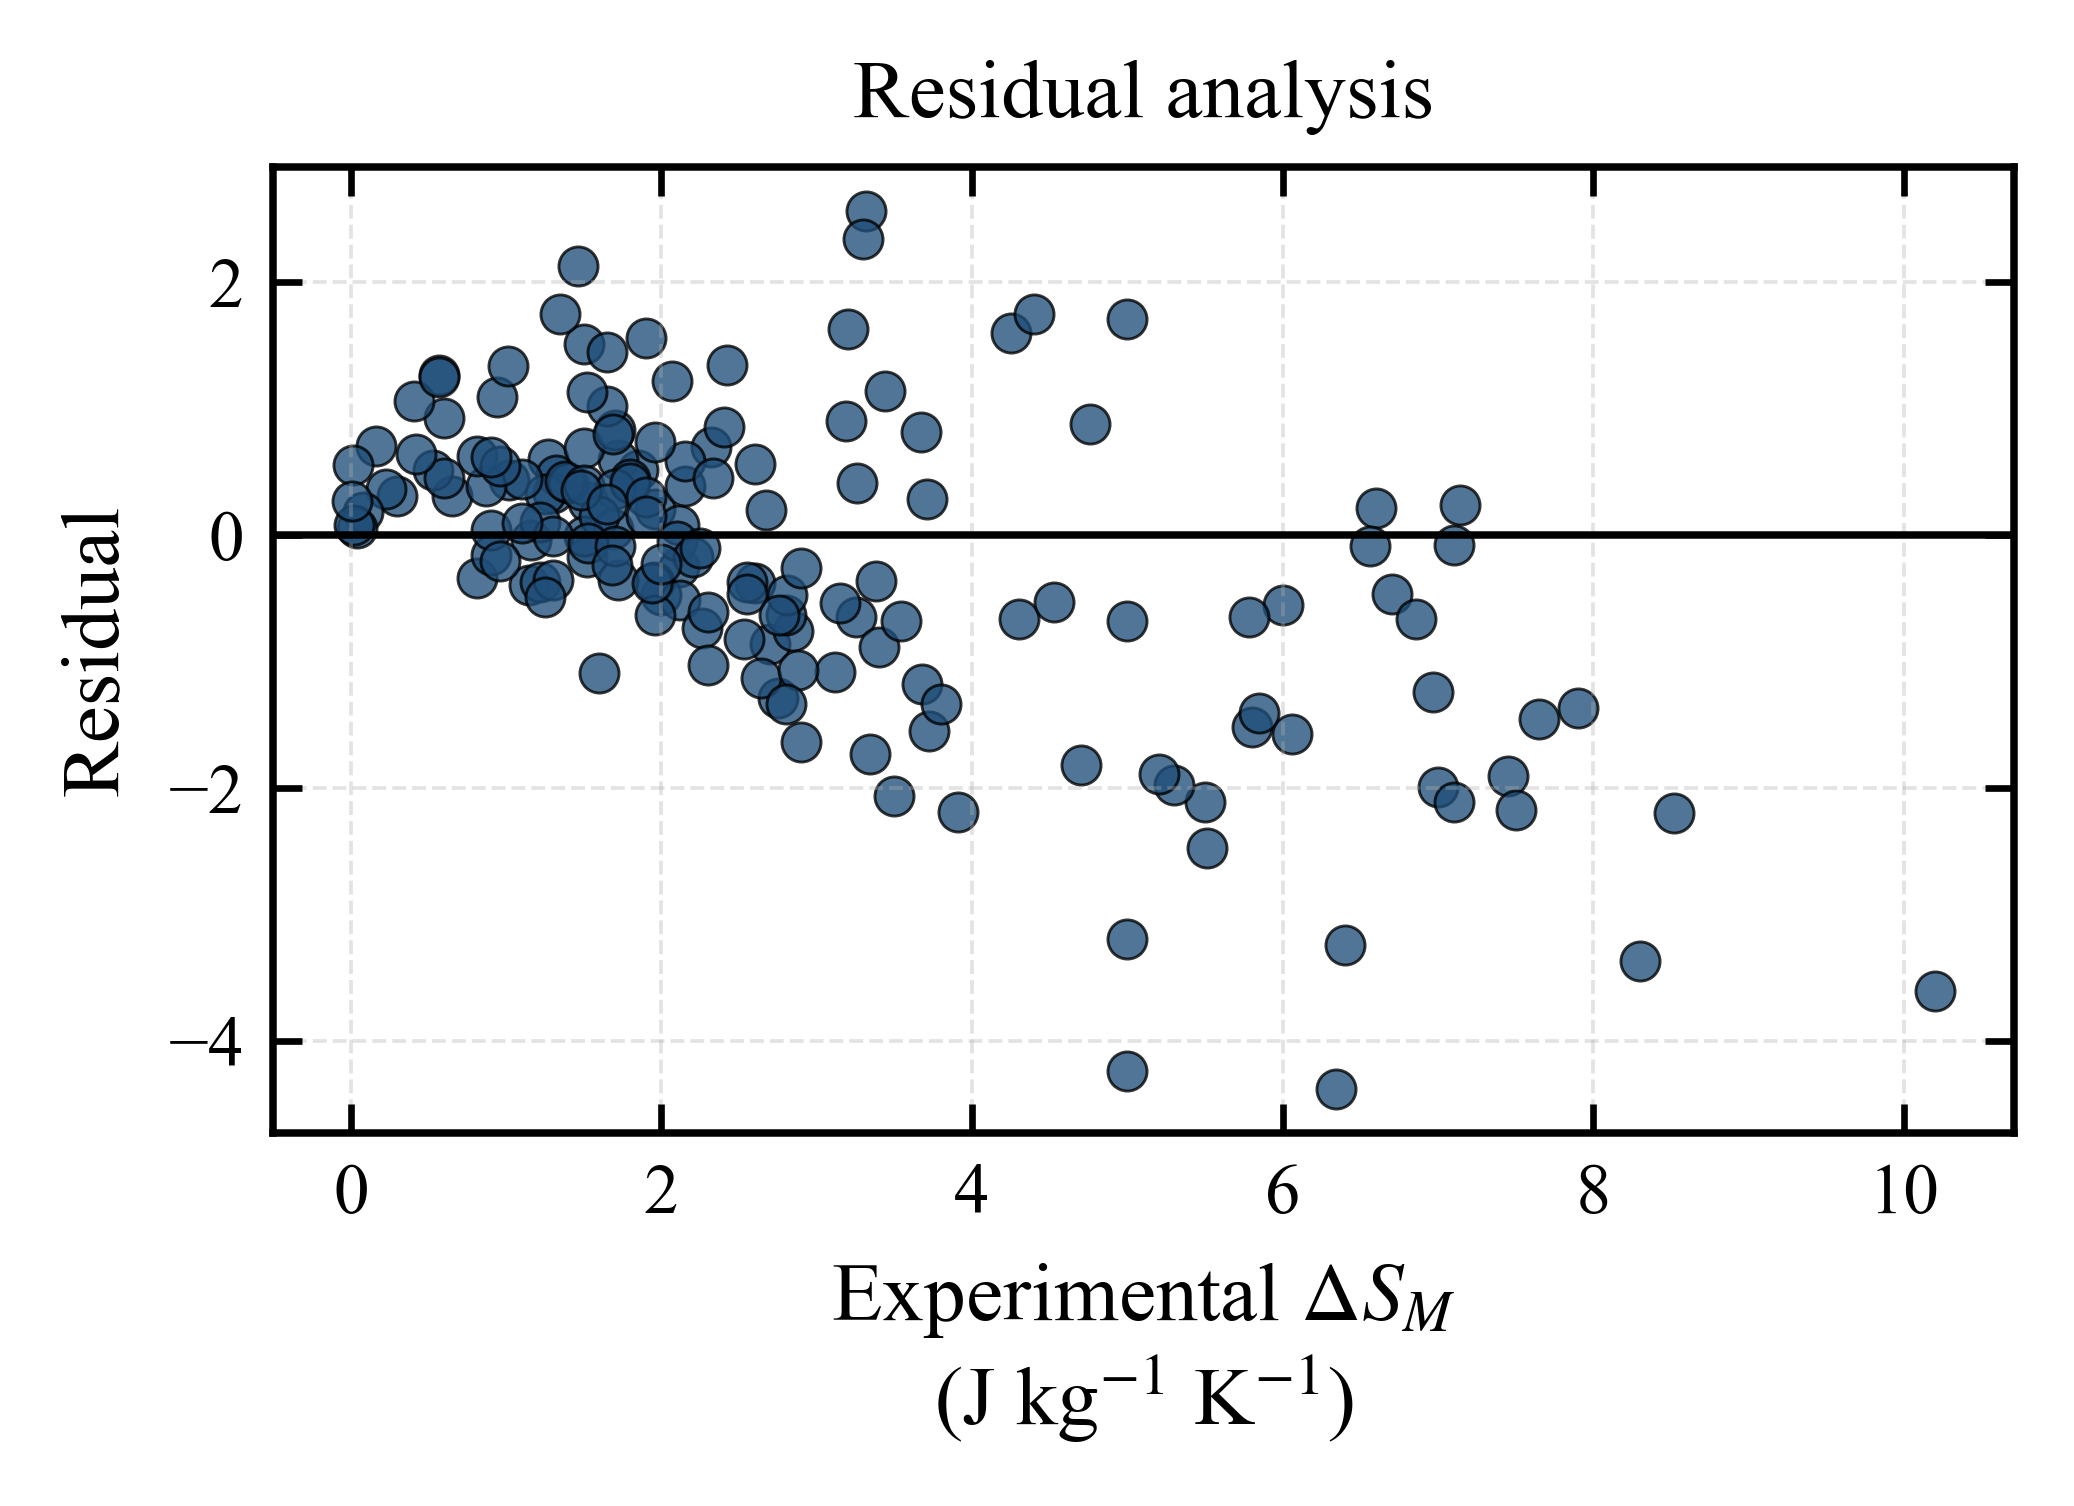 Residual analysis
Residual
2
0
−2
−4
0 2 4 6 8 10
Experimental Δ𝑆_𝑀
(J kg⁻¹ K⁻¹)